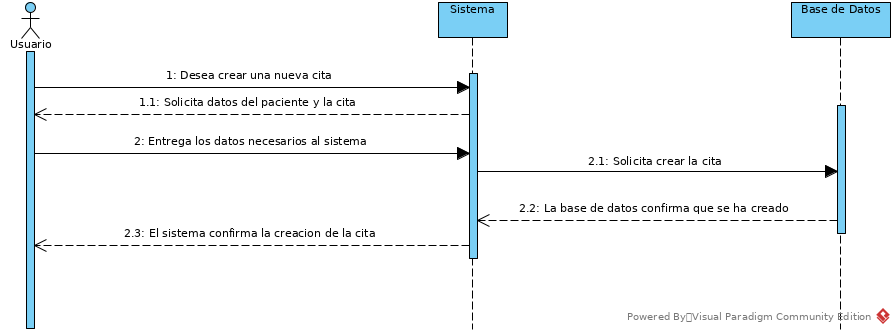 Usuario
Sistema
Base de Datos
1: Desea crear una nueva cita
1.1: Solicita datos del paciente y la cita
2: Entrega los datos necesarios al sistema
2.1: Solicita crear la cita
2.2: La base de datos confirma que se ha creado
2.3: El sistema confirma la creacion de la cita
Powered By Visual Paradigm Community Edition